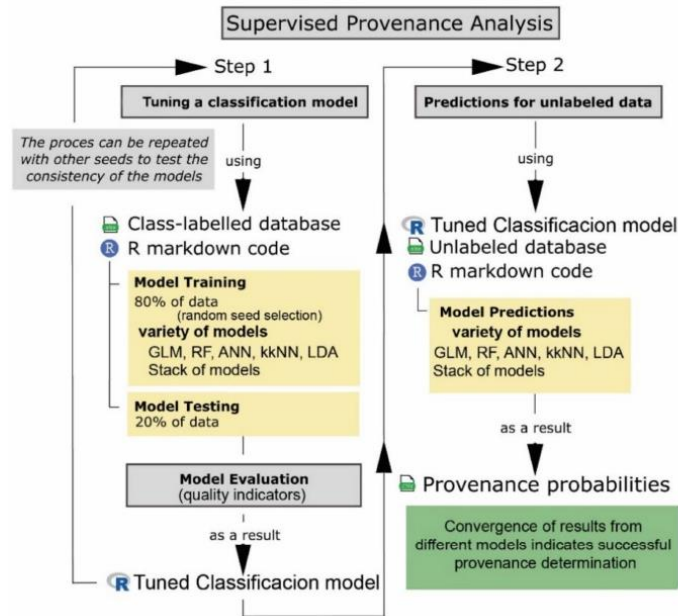 Supervised Provenance Analysis
Step 1
Tuning a classification model
The proces can be repeated
with other seeds to test the
consistency of the models
using
Class-labelled database
R R markdown code
Model Training
80% of data
(random seed selection)
variety of models
GLM, RF, ANN, kkNN, LDA
Stack of models
Model Testing
20% of data
Model Evaluation
(quality indicators)
as a result
R Tuned Classificacion model
Step 2
Predictions for unlabeled data
using
R Tuned Classificacion model
Unlabeled database
R R markdown code
Model Predictions
variety of models
GLM, RF, ANN, kkNN, LDA
Stack of models
as a result
Provenance probabilities
Convergence of results from
different models indicates successful
provenance determination